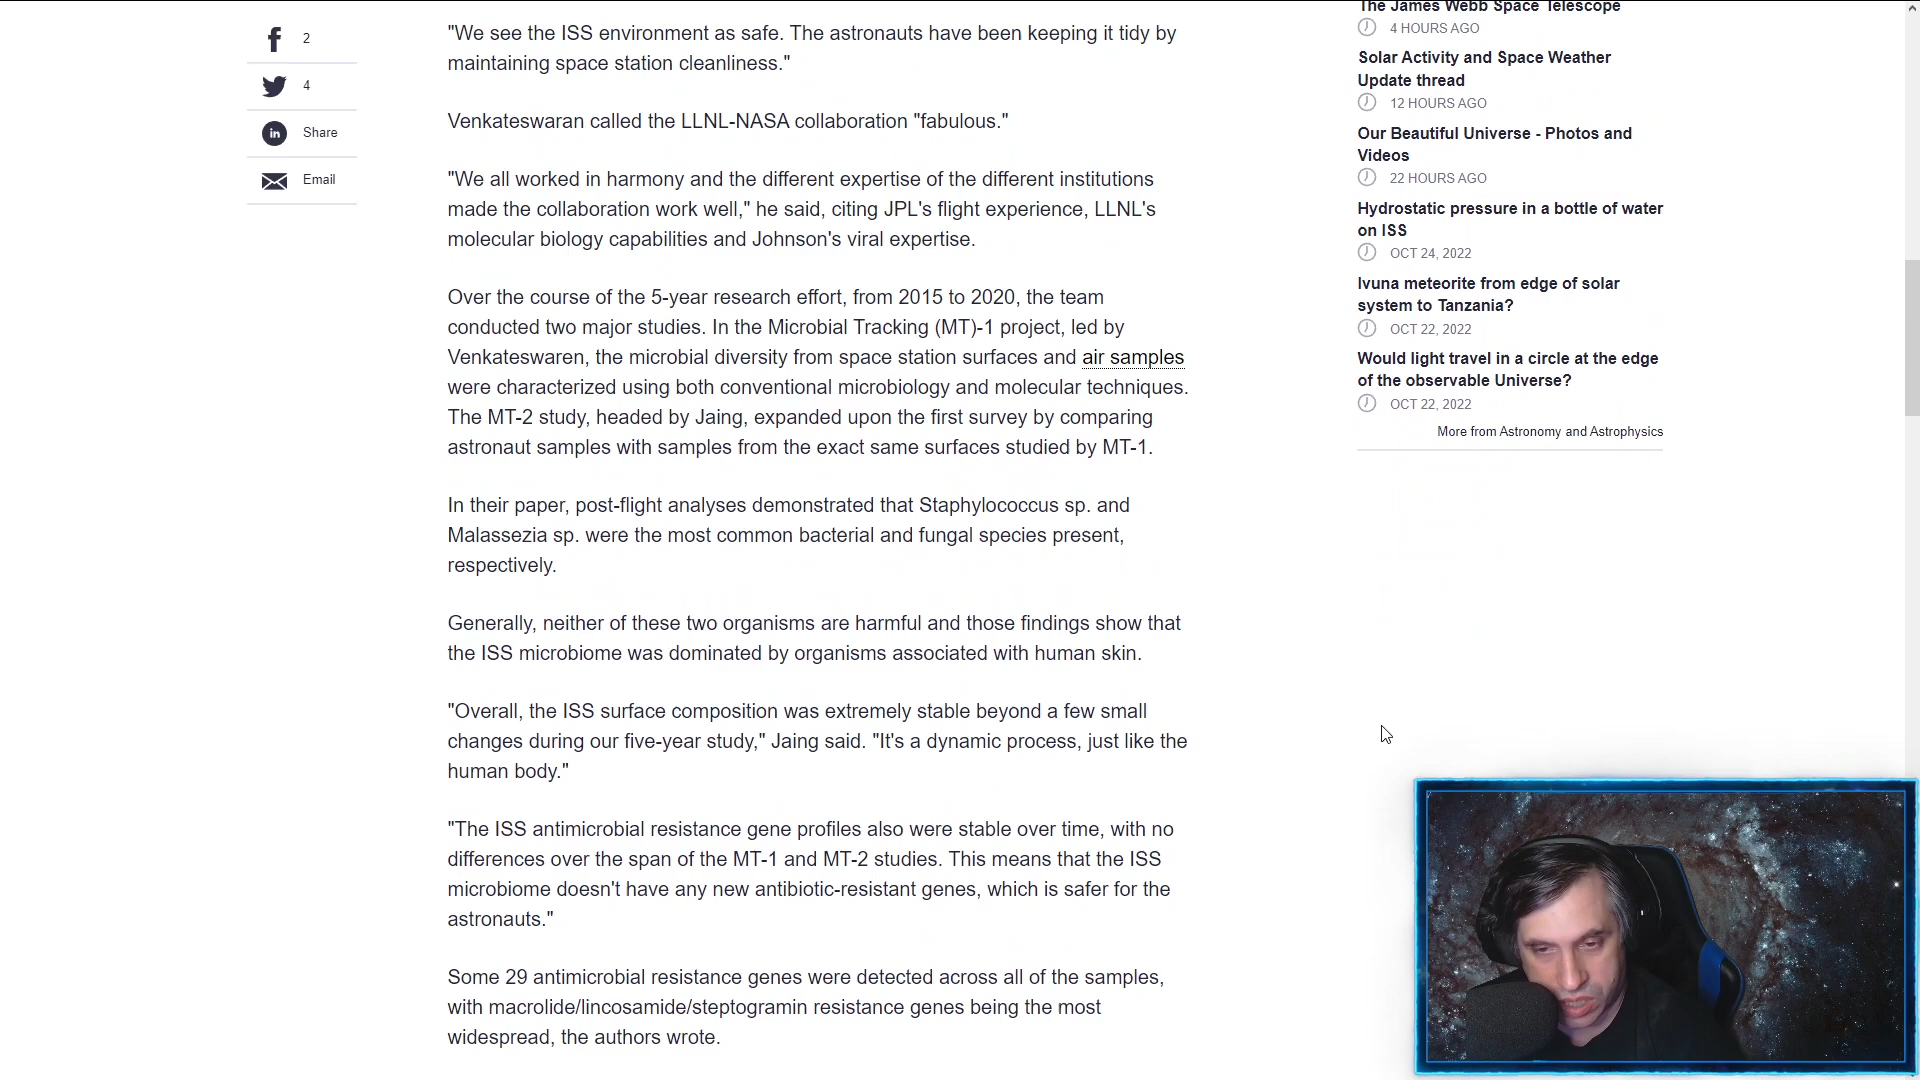 2
4
Share
Email
"We see the ISS environment as safe. The astronauts have been keeping it tidy by
maintaining space station cleanliness."
Venkateswaran called the LLNL-NASA collaboration "fabulous."
"We all worked in harmony and the different expertise of the different institutions
made the collaboration work well," he said, citing JPL's flight experience, LLNL's
molecular biology capabilities and Johnson's viral expertise.
Over the course of the 5-year research effort, from 2015 to 2020, the team
conducted two major studies. In the Microbial Tracking (MT)-1 project, led by
Venkateswaren, the microbial diversity from space station surfaces and air samples
were characterized using both conventional microbiology and molecular techniques.
The MT-2 study, headed by Jaing, expanded upon the first survey by comparing
astronaut samples with samples from the exact same surfaces studied by MT-1.
In their paper, post-flight analyses demonstrated that Staphylococcus sp. and
Malassezia sp. were the most common bacterial and fungal species present,
respectively.
Generally, neither of these two organisms are harmful and those findings show that
the ISS microbiome was dominated by organisms associated with human skin.
"Overall, the ISS surface composition was extremely stable beyond a few small
changes during our five-year study," Jaing said. "It's a dynamic process, just like the
human body."
"The ISS antimicrobial resistance gene profiles also were stable over time, with no
differences over the span of the MT-1 and MT-2 studies. This means that the ISS
microbiome doesn't have any new antibiotic-resistant genes, which is safer for the
astronauts."
Some 29 antimicrobial resistance genes were detected across all of the samples,
with macrolide/lincosamide/steptogramin resistance genes being the most
widespread, the authors wrote.
The James Webb Space Telescope
4 HOURS AGO
Solar Activity and Space Weather
Update thread
12 HOURS AGO
Our Beautiful Universe - Photos and
Videos
22 HOURS AGO
Hydrostatic pressure in a bottle of water
on ISS
OCT 24, 2022
Ivuna meteorite from edge of solar
system to Tanzania?
OCT 22, 2022
Would light travel in a circle at the edge
of the observable Universe?
OCT 22, 2022
More from Astronomy and Astrophysics